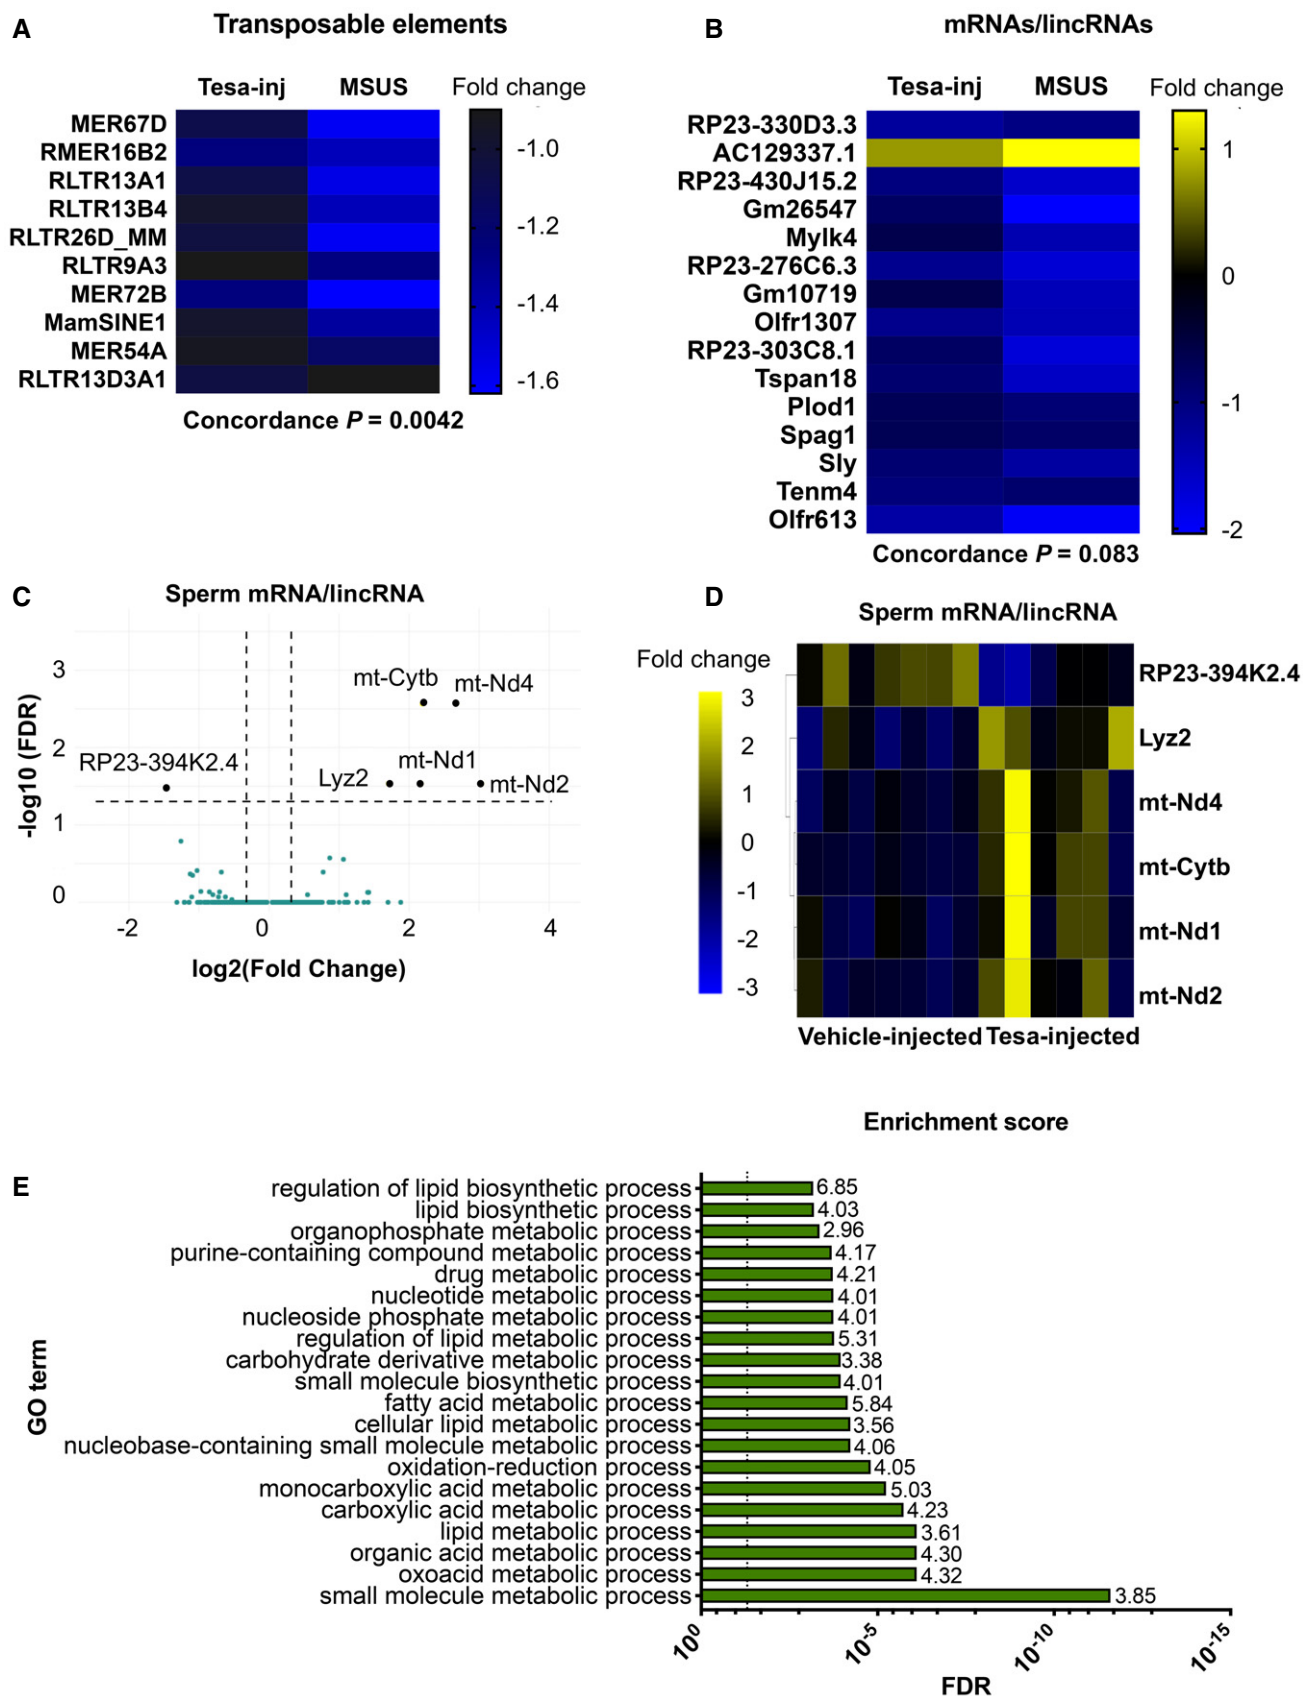 A
Transposable elements
Tesa-inj MSUS Fold change
MER67D
RMER16B2
RLTR13A1
RLTR13B4
RLTR26D_MM
RLTR9A3
MER72B
MamSINE1
MER54A
RLTR13D3A1
-1.0
-1.2
-1.4
-1.6
Concordance P = 0.0042
B
mRNAs/lincRNAs
Tesa-inj MSUS Fold change
RP23-330D3.3
AC129337.1
RP23-430J15.2
Gm26547
Mylk4
RP23-276C6.3
Gm10719
Olfr1307
RP23-303C8.1
Tspan18
Plod1
Spag1
Sly
Tenm4
Olfr613
1
0
-1
-2
Concordance P = 0.083
C
Sperm mRNA/lincRNA
-log10 (FDR)
3
2
1
0
mt-Cytb
mt-Nd4
RP23-394K2.4
Lyz2
mt-Nd1
mt-Nd2
-2 0 2 4
log2(Fold Change)
D
Sperm mRNA/lincRNA
Fold change
3
2
1
0
-1
-2
-3
RP23-394K2.4
Lyz2
mt-Nd4
mt-Cytb
mt-Nd1
mt-Nd2
Vehicle-injected Tesa-injected
E
Enrichment score
GO term
regulation of lipid biosynthetic process 6.85
lipid biosynthetic process 4.03
organophosphate metabolic process 2.96
purine-containing compound metabolic process 4.17
drug metabolic process 4.21
nucleotide metabolic process 4.01
nucleoside phosphate metabolic process 4.01
regulation of lipid metabolic process 5.31
carbohydrate derivative metabolic process 3.38
small molecule biosynthetic process 4.01
fatty acid metabolic process 5.84
cellular lipid metabolic process 3.56
nucleobase-containing small molecule metabolic process 4.06
oxidation-reduction process 4.05
monocarboxylic acid metabolic process 5.03
carboxylic acid metabolic process 4.23
lipid metabolic process 3.61
organic acid metabolic process 4.30
oxoacid metabolic process 4.32
small molecule metabolic process 3.85
10⁰ 10⁻⁵ 10⁻¹⁰ 10⁻¹⁵
FDR